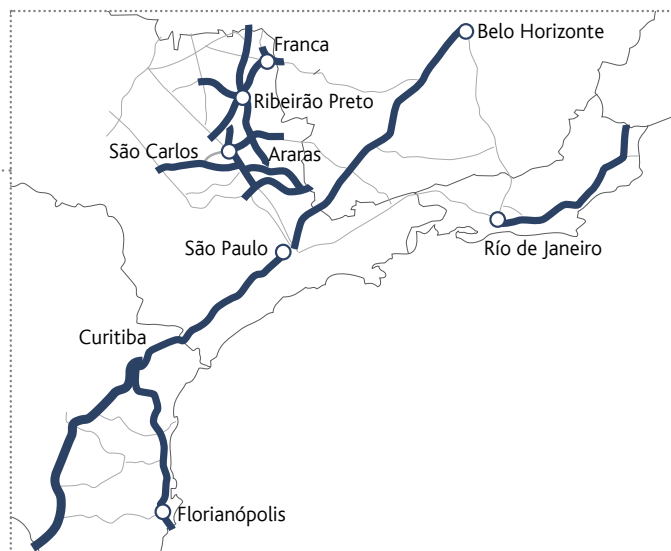 Belo Horizonte
Franca
Ribeirão Preto
São Carlos
Araras
São Paulo
Río de Janeiro
Curitiba
Florianópolis